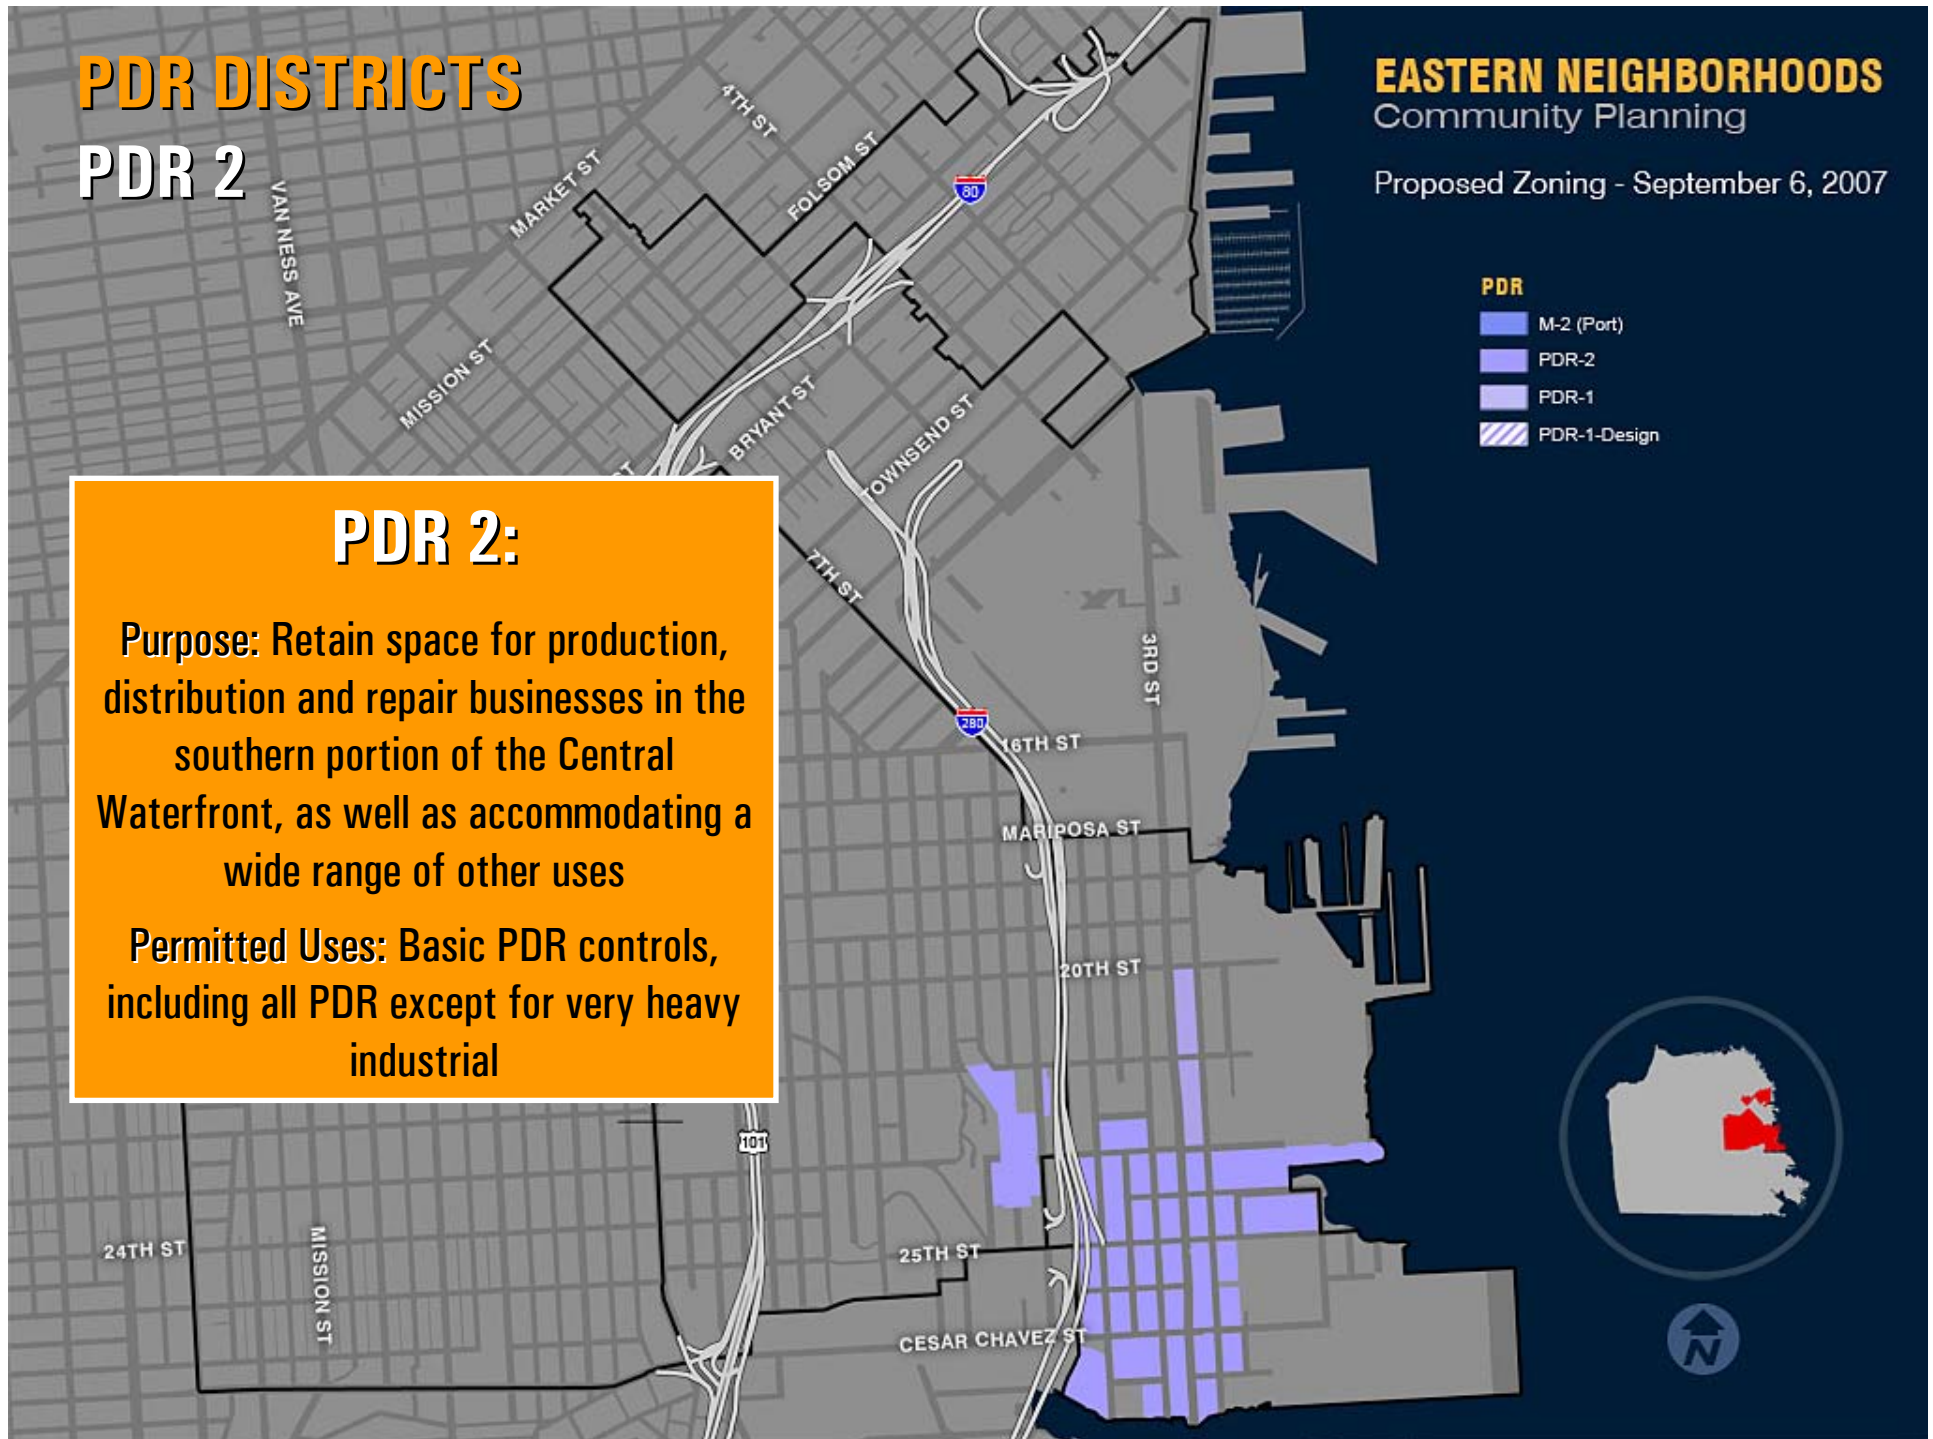 PDR DISTRICTS
PDR 2
EASTERN NEIGHBORHOODS
Community Planning
Proposed Zoning - September 6, 2007
PDR
M-2 (Port)
PDR-2
PDR-1
PDR-1-Design
4TH ST
FOLSOM ST
MARKET ST
VAN NESS AVE
80
MISSION ST
BRYANT ST
TOWNSEND ST
ST
PDR 2:
Purpose: Retain space for production,
distribution and repair businesses in the
southern portion of the Central
Waterfront, as well as accommodating a
wide range of other uses
Permitted Uses: Basic PDR controls,
including all PDR except for very heavy
industrial
7TH ST
3RD ST
280
16TH ST
MARIPOSA ST
20TH ST
101
24TH ST
MISSION ST
25TH ST
CESAR CHAVEZ ST
N